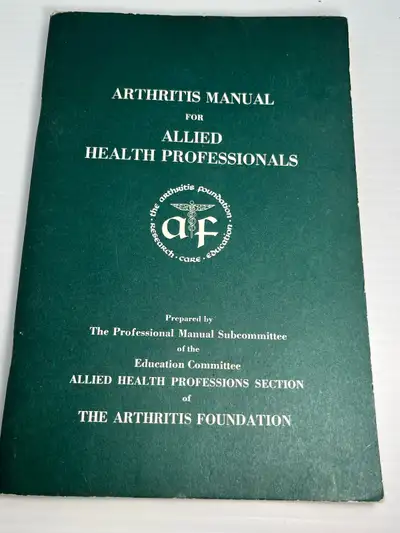 ARTHRITIS MANUAL
FOR
ALLIED
HEALTH PROFESSIONALS
the arthritis foundation
af
RESEARCH · CARE · EDUCATION
Prepared by
The Professional Manual Subcommittee
of the
Education Committee
ALLIED HEALTH PROFESSIONS SECTION
of
THE ARTHRITIS FOUNDATION